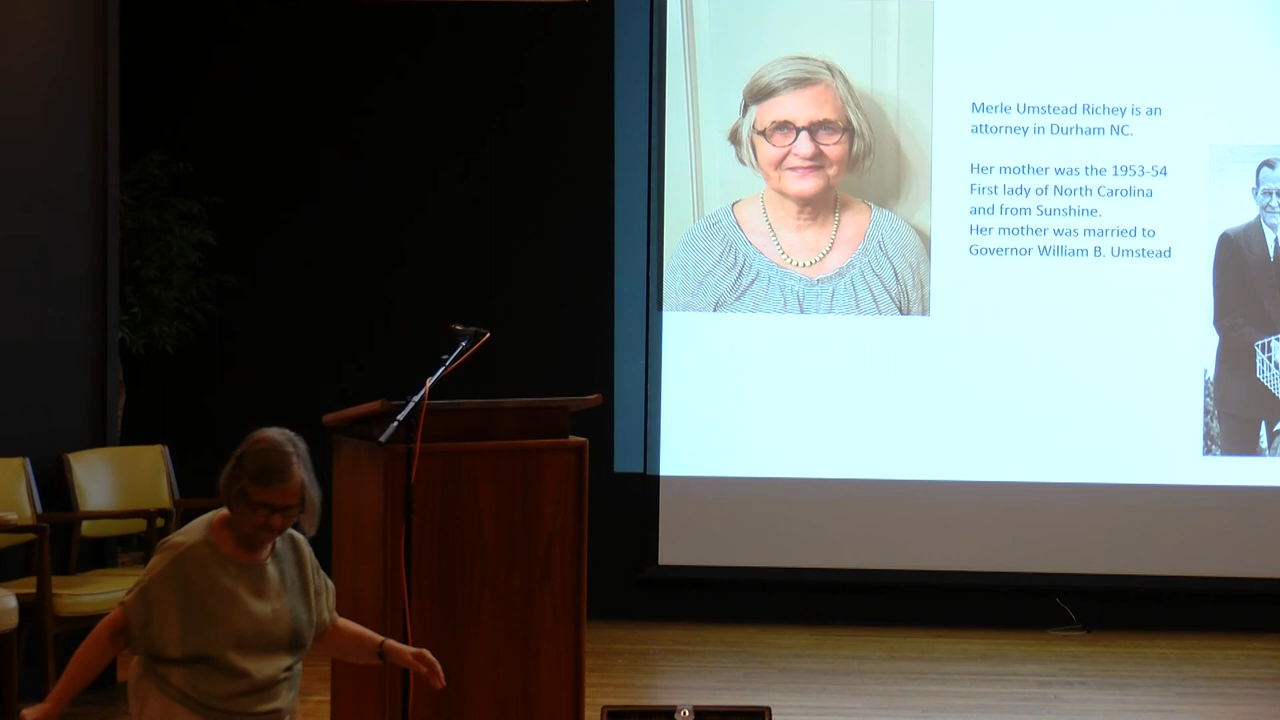 Merle Umstead Richey is an
attorney in Durham NC.
Her mother was the 1953-54
First lady of North Carolina
and from Sunshine.
Her mother was married to
Governor William B. Umstead